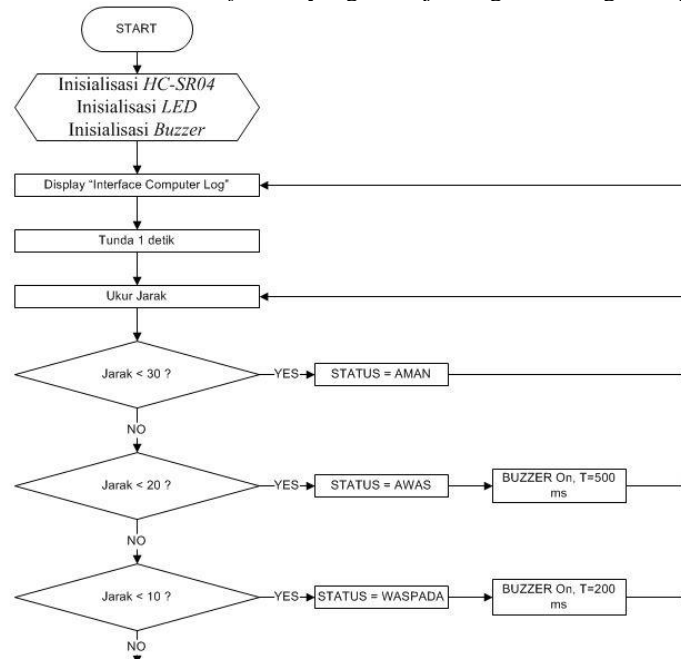 START
Inisialisasi HC-SR04
Inisialisasi LED
Inisialisasi Buzzer
Display “Interface Computer Log”
Tunda 1 detik
Ukur Jarak
Jarak < 30 ?
YES
STATUS = AMAN
NO
Jarak < 20 ?
YES
STATUS = AWAS
BUZZER On, T=500
ms
NO
Jarak < 10 ?
YES
STATUS = WASPADA
BUZZER On, T=200
ms
NO